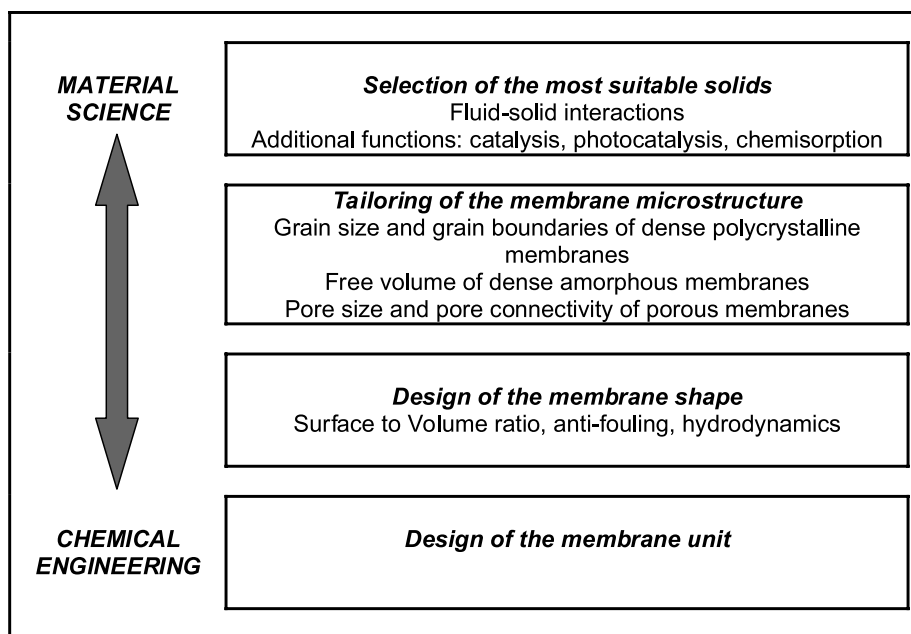 MATERIAL
SCIENCE
Selection of the most suitable solids
Fluid-solid interactions
Additional functions: catalysis, photocatalysis, chemisorption
Tailoring of the membrane microstructure
Grain size and grain boundaries of dense polycrystalline
membranes
Free volume of dense amorphous membranes
Pore size and pore connectivity of porous membranes
Design of the membrane shape
Surface to Volume ratio, anti-fouling, hydrodynamics
CHEMICAL
ENGINEERING
Design of the membrane unit